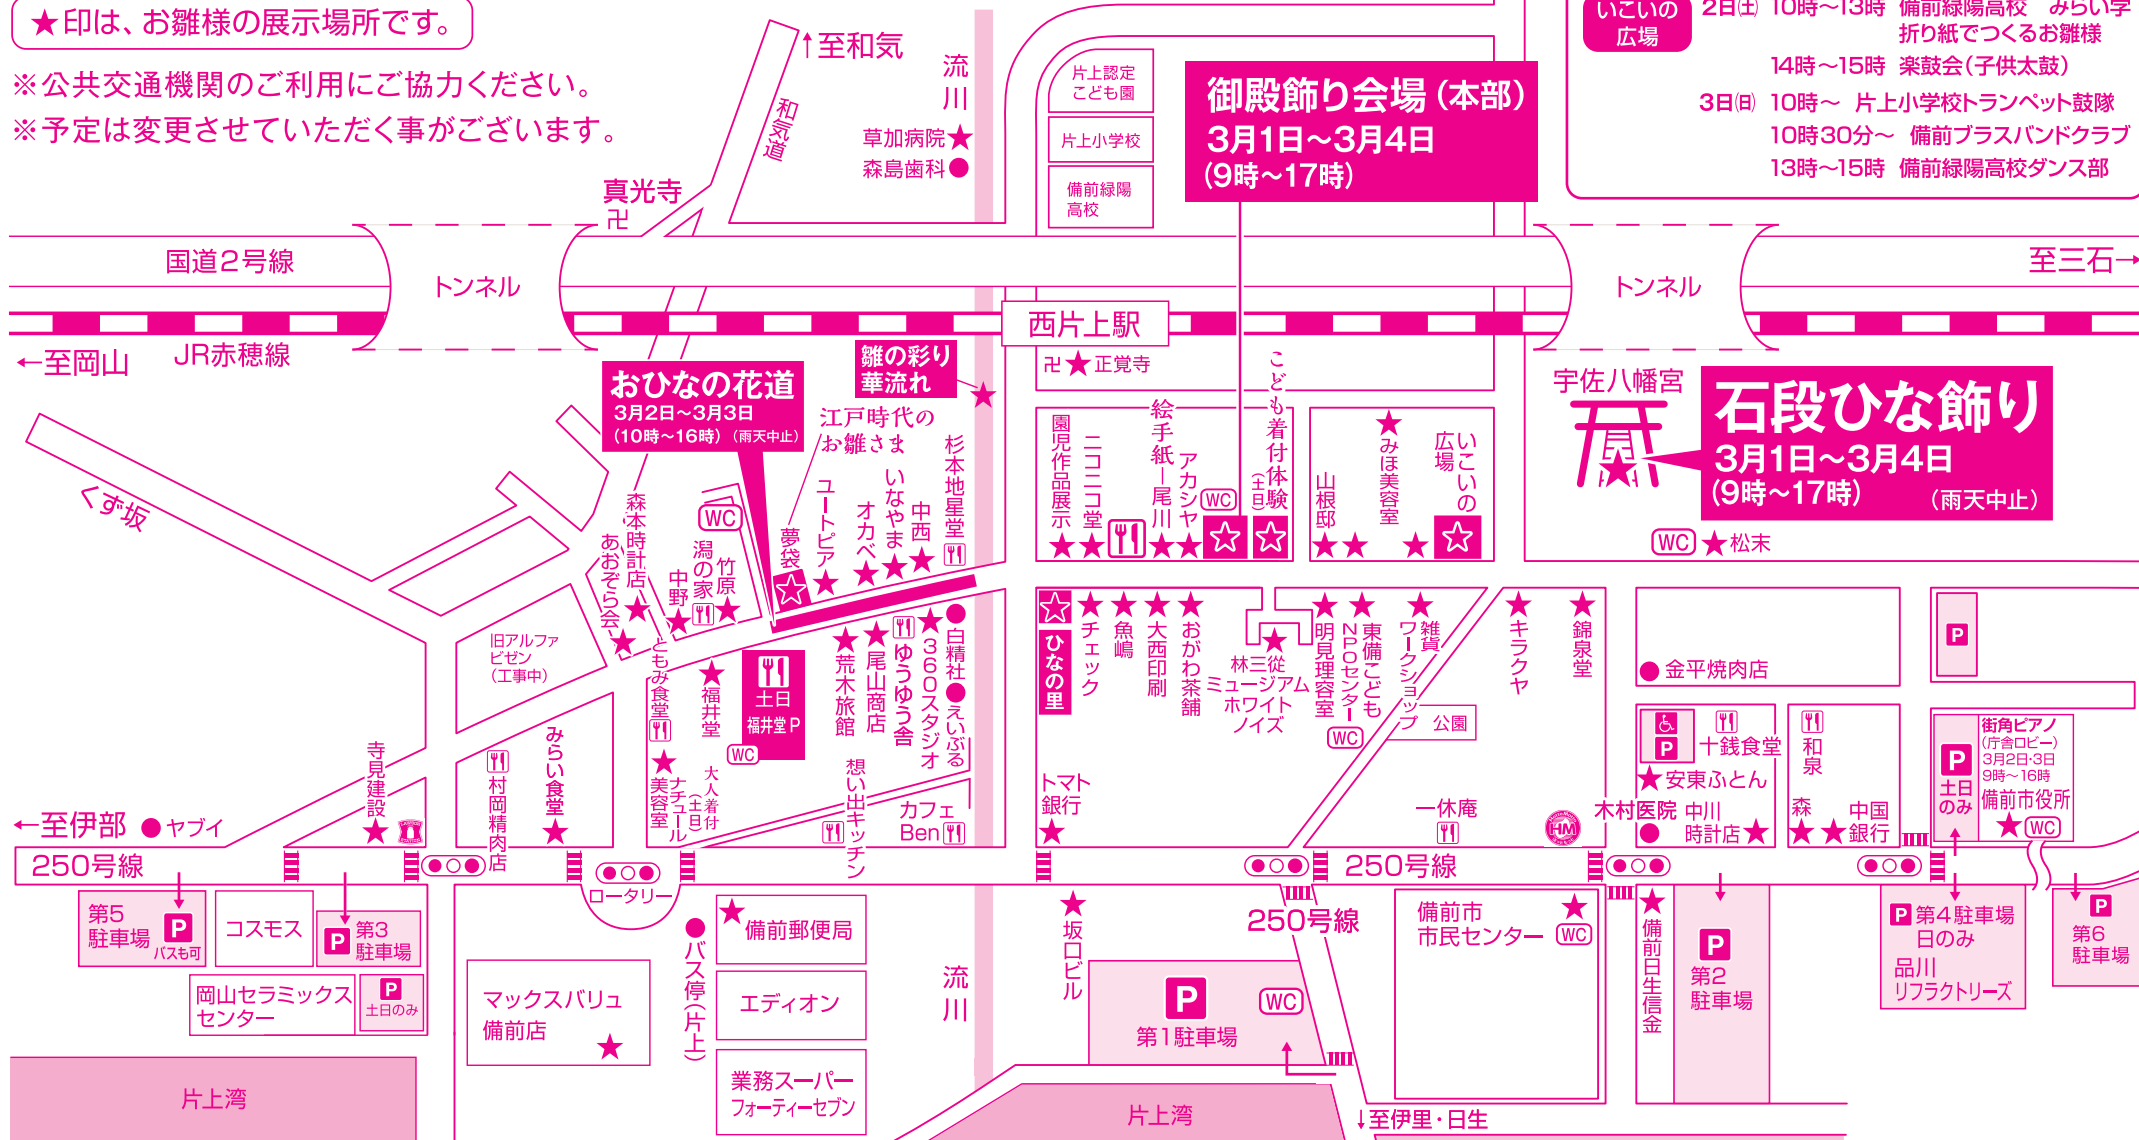 ★印は、お雛様の展示場所です。
※公共交通機関のご利用にご協力ください。
※予定は変更させていただく事がございます。
↑至和気
和気道
流川
草加病院★
森島歯科●
真光寺
卍
片上認定
こども園
片上小学校
備前緑陽
高校
御殿飾り会場(本部)
3月1日〜3月4日
(9時〜17時)
いこいの
広場
2日(土) 10時〜13時 備前緑陽高校 みらい学
折り紙でつくるお雛様
14時〜15時 楽鼓会(子供太鼓)
3日(日) 10時〜 片上小学校トランペット鼓隊
10時30分〜 備前ブラスバンドクラブ
13時〜15時 備前緑陽高校ダンス部
国道2号線
トンネル
トンネル
至三石→
西片上駅
←至岡山
JR赤穂線
卍★正覚寺
雛の彩り
華流れ
おひなの花道
3月2日〜3月3日
(10時〜16時)(雨天中止)
江戸時代の
お雛さま
宇佐八幡宮
石段ひな飾り
3月1日〜3月4日
(9時〜17時)
(雨天中止)
WC ★松末
くず坂
森本時計店
あおぞら会
WC
潟の家
竹原
中野
夢袋
ユートピア
オカベ
いなやま
中西
杉本地星堂
園児作品展示
ニコニコ堂
絵手紙ー尾川
アカシヤ
WC
こども着付体験
(土日)
山根邸
みほ美容室
いこいの
広場
旧アルファ
ビゼン
(工事中)
ともみ食堂
福井堂
土日
福井堂 P
WC
荒木旅館
尾山商店
ゆうゆう舎
360スタジオ
●白精社
●えいぶる
ひなの里
チェック
魚嶋
大西印刷
おがわ茶舗
林三從
ミュージアム
ホワイト
ノイズ
明見理容室
東備こども
NPOセンター
WC
雑貨
ワークショップ
公園
キラクヤ
錦泉堂
●金平焼肉店
P
P
十銭食堂
★安東ふとん
和泉
P
土日
のみ
街角ピアノ
(庁舎ロビー)
3月2日·3日
9時〜16時
備前市役所
★WC
寺見建設
村岡精肉店
みらい食堂
ナチュール
美容室
大人着付
(土日)
想い出キッチン
カフェ
Ben
トマト
銀行
一休庵
HM
木村医院
中川
時計店★
森
中国
銀行
←至伊部 ●ヤブイ
250号線
250号線
250号線
ロータリー
第5
駐車場
P
バスも可
コスモス
P
第3
駐車場
岡山セラミックス
センター
P
土日のみ
マックスバリュ
備前店
●バス停(片上)
備前郵便局
エディオン
業務スーパー
フォーティーセブン
流川
坂口ビル
P
第1駐車場
WC
備前市
市民センター
WC
備前日生信金
P
第2
駐車場
P 第4駐車場
日のみ
品川
リフラクトリーズ
P
第6
駐車場
片上湾
片上湾
↓至伊里・日生